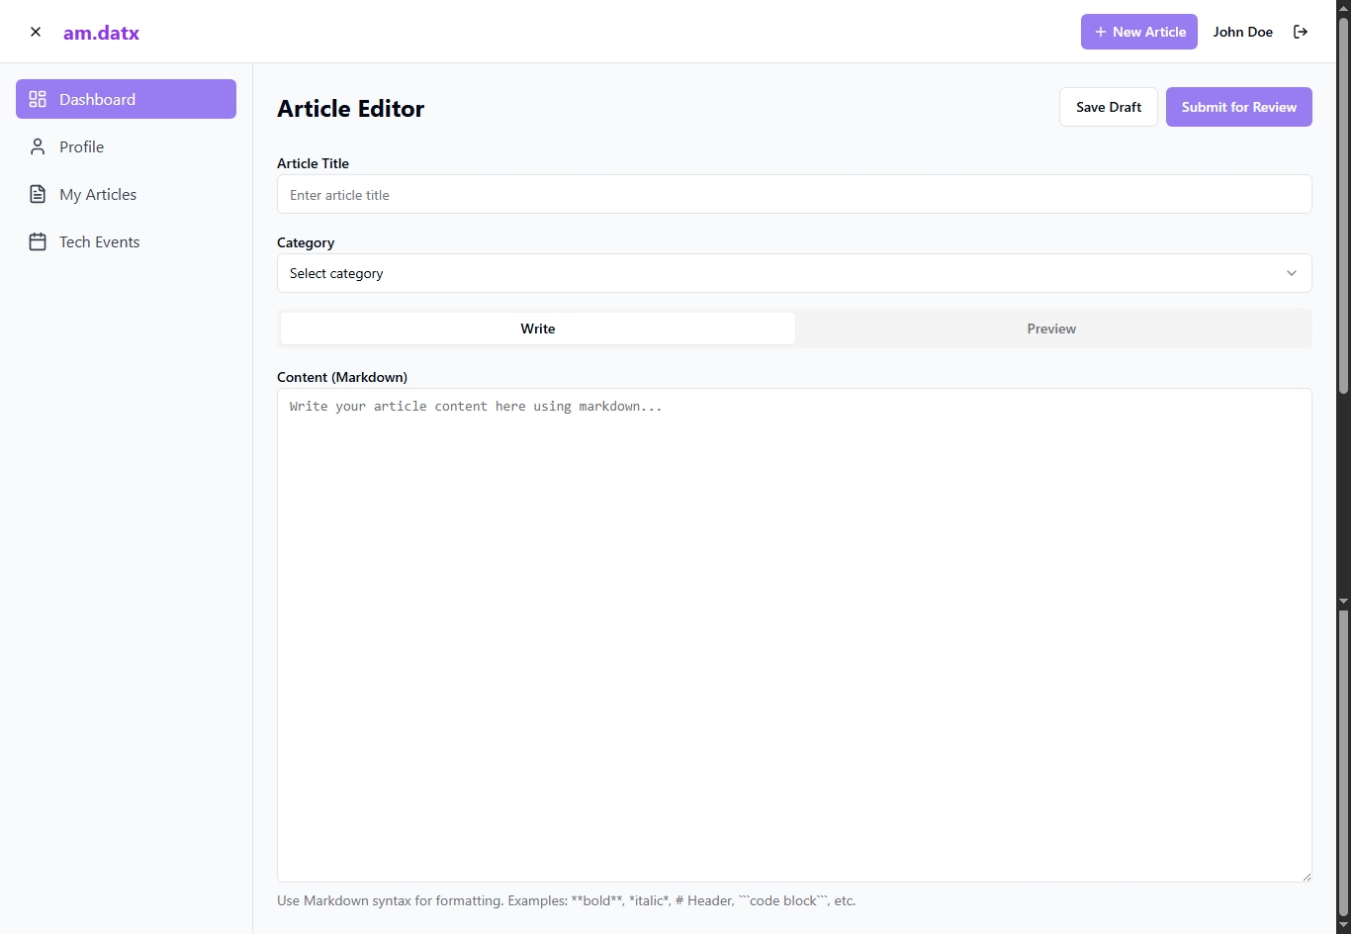 am.datx
New Article
John Doe
Dashboard
Profile
My Articles
Tech Events
Article Editor
Save Draft
Submit for Review
Article Title
Enter article title
Category
Select category
Write
Preview
Content (Markdown)
Write your article content here using markdown...
Use Markdown syntax for formatting. Examples: **bold**, *italic*, # Header, ```code block```, etc.